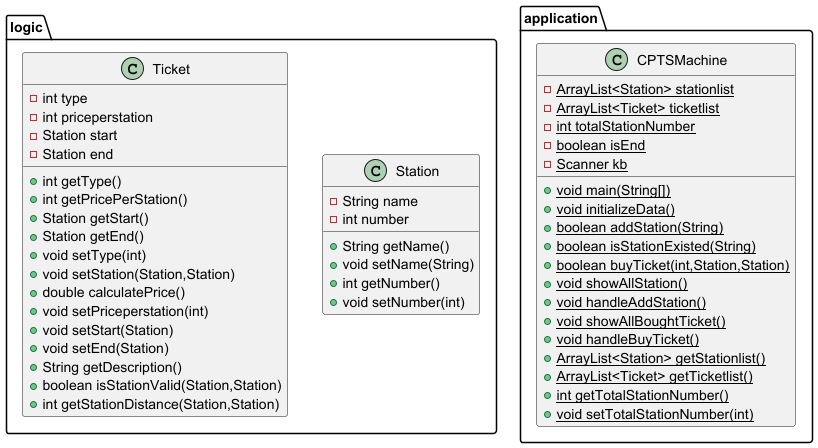 logic
C Ticket
int type
int priceperstation
Station start
Station end
int getType()
int getPricePerStation()
Station getStart()
Station getEnd()
void setType(int)
void setStation(Station,Station)
double calculatePrice()
void setPriceperstation(int)
void setStart(Station)
void setEnd(Station)
String getDescription()
boolean isStationValid(Station,Station)
int getStationDistance(Station,Station)
C Station
String name
int number
String getName()
void setName(String)
int getNumber()
void setNumber(int)
application
C CPTSMachine
ArrayList<Station> stationlist
ArrayList<Ticket> ticketlist
int totalStationNumber
boolean isEnd
Scanner kb
void main(String[])
void initializeData()
boolean addStation(String)
boolean isStationExisted(String)
boolean buyTicket(int,Station,Station)
void showAllStation()
void handleAddStation()
void showAllBoughtTicket()
void handleBuyTicket()
ArrayList<Station> getStationlist()
ArrayList<Ticket> getTicketlist()
int getTotalStationNumber()
void setTotalStationNumber(int)